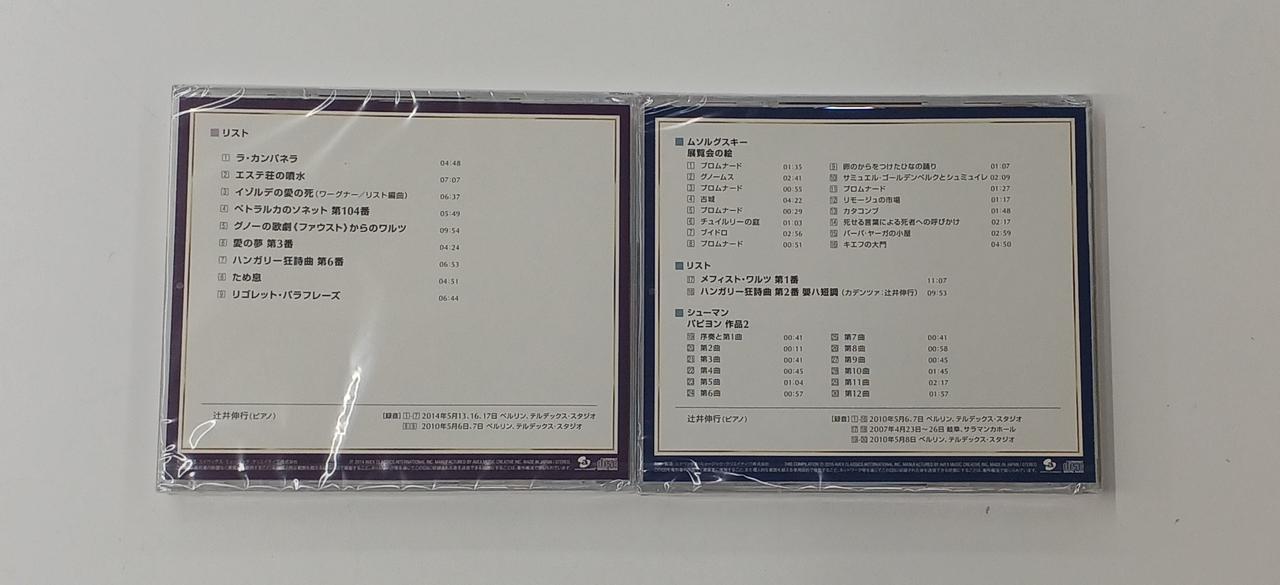 リスト
1 ラ・カンパネラ 04:48
2 エステ荘の噴水 07:07
3 イゾルデの愛の死(ワーグナー/リスト編曲) 06:37
4 ペトラルカのソネット 第104番 05:49
5 グノーの歌劇《ファウスト》からのワルツ 09:54
6 愛の夢 第3番 04:24
7 ハンガリー狂詩曲 第6番 06:53
8 ため息 04:51
9 リゴレット・パラフレーズ 06:44
辻井伸行(ピアノ)
[録音] 1-7 2014年5月13、16、17日 ベルリン、テルデックス・スタジオ
8 9 2010年5月6日、7日 ベルリン、テルデックス・スタジオ
ムソルグスキー
展覧会の絵
1 プロムナード 01:35
2 グノームス 02:41
3 プロムナード 00:55
4 古城 04:22
5 プロムナード 00:29
6 チュイルリーの庭 01:03
7 ブイドロ 02:56
8 プロムナード 00:51
9 卵のからをつけたひなの踊り 01:07
10 サミュエル・ゴールデンベルクとシュミュイレ 02:09
11 プロムナード 01:27
12 リモージュの市場 01:17
13 カタコンブ 01:48
14 死せる言葉による死者への呼びかけ 02:17
15 バーバ・ヤーガの小屋 02:59
16 キエフの大門 04:50
リスト
17 メフィスト・ワルツ 第1番 11:07
18 ハンガリー狂詩曲 第2番 嬰ハ短調 (カデンツァ:辻井伸行) 09:53
シューマン
パピヨン 作品2
19 序奏と第1曲 00:41
20 第2曲 00:11
21 第3曲 00:41
22 第4曲 00:45
23 第5曲 01:04
24 第6曲 00:57
25 第7曲 00:41
26 第8曲 00:58
27 第9曲 00:45
28 第10曲 01:45
29 第11曲 02:17
30 第12曲 01:57
辻井伸行(ピアノ)
[録音] 1-16 2010年5月6、7日 ベルリン、テルデックス・スタジオ
17 18 2007年4月23日〜26日 岐阜、サラマンカホール
19-30 2010年5月8日 ベルリン、テルデックス・スタジオ